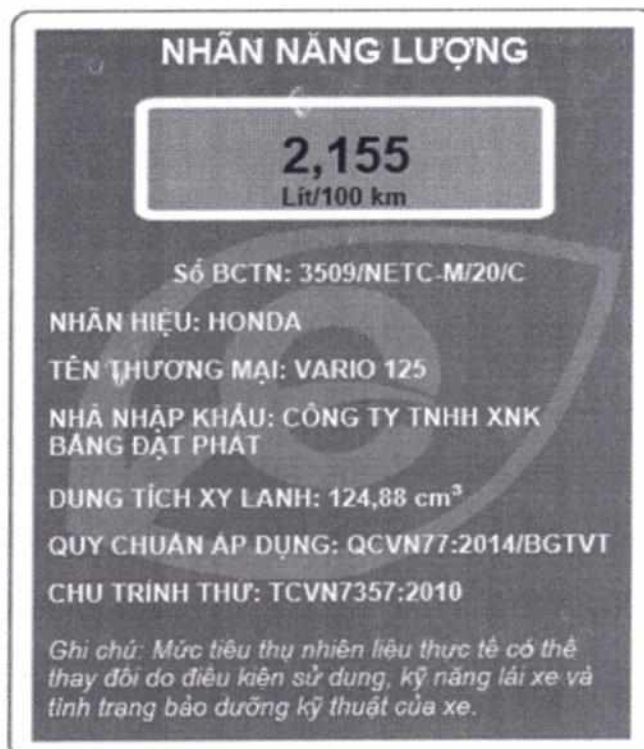 NHÃN NĂNG LƯỢNG
2,155
Lít/100 km
Số BCTN: 3509/NETC-M/20/C
NHÃN HIỆU: HONDA
TÊN THƯƠNG MẠI: VARIO 125
NHÀ NHẬP KHẨU: CÔNG TY TNHH XNK
BẰNG ĐẠT PHÁT
DUNG TÍCH XY LANH: 124,88 cm³
QUY CHUẨN ÁP DỤNG: QCVN77:2014/BGTVT
CHU TRÌNH THỬ: TCVN7357:2010
Ghi chú: Mức tiêu thụ nhiên liệu thực tế có thể
thay đổi do điều kiện sử dụng, kỹ năng lái xe và
tình trạng bảo dưỡng kỹ thuật của xe.